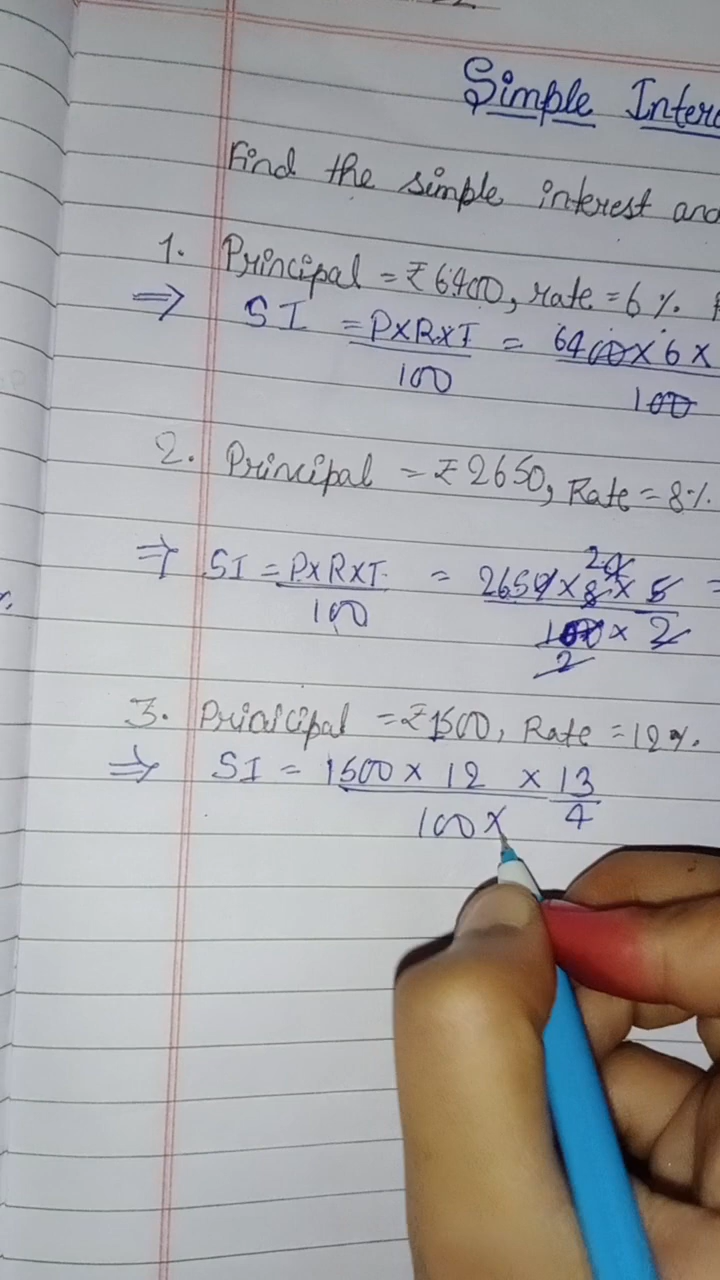 Simple Intere
Find the simple interest and
1. Principal = ₹6400, rate = 6 %.
⇒ SI = P×R×T/100 = 6400×6×/100
2. Principal = ₹2650, Rate = 8%.
⇒ SI = P×R×T/100 = 2650×8×5/100×2 =
3. Principal = ₹1500, Rate = 12%.
⇒ SI = 1500 × 12 × 13/4
100×